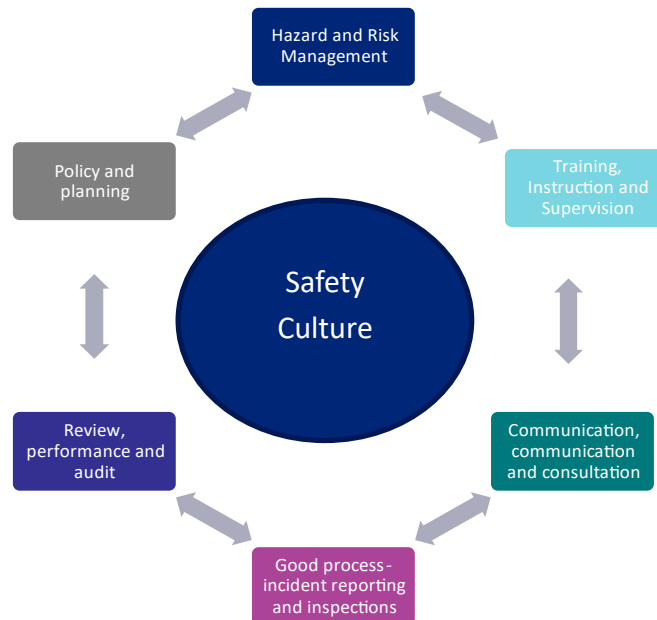 Hazard and Risk
Management
Policy and
planning
Training,
Instruction and
Supervision
Safety
Culture
Review,
performance and
audit
Communication,
communication
and consultation
Good process-
incident reporting
and inspections